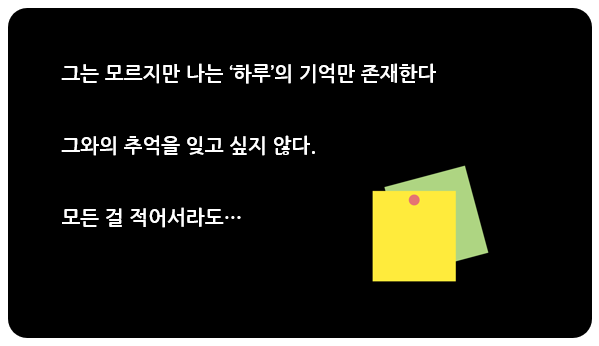 그는 모르지만 나는 ‘하루’의 기억만 존재한다
그와의 추억을 잊고 싶지 않다.
모든 걸 적어서라도…